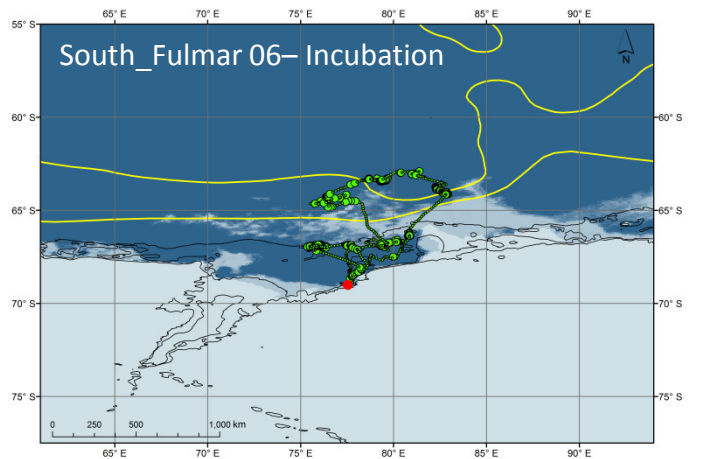 65° E 70° E 75° E 80° E 85° E 90° E
55° S
South_Fulmar 06– Incubation
N
60° S 60° S
65° S 65° S
70° S 70° S
75° S 75° S
0 250 500 1,000 km
65° E 70° E 75° E 80° E 85° E 90° E